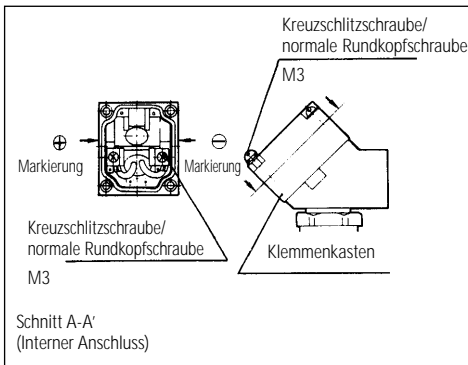 Kreuzschlitzschraube/
normale Rundkopfschraube
M3
⊕
Markierung
⊖
Markierung
Kreuzschlitzschraube/
normale Rundkopfschraube
M3
Klemmenkasten
Schnitt A-A'
(Interner Anschluss)